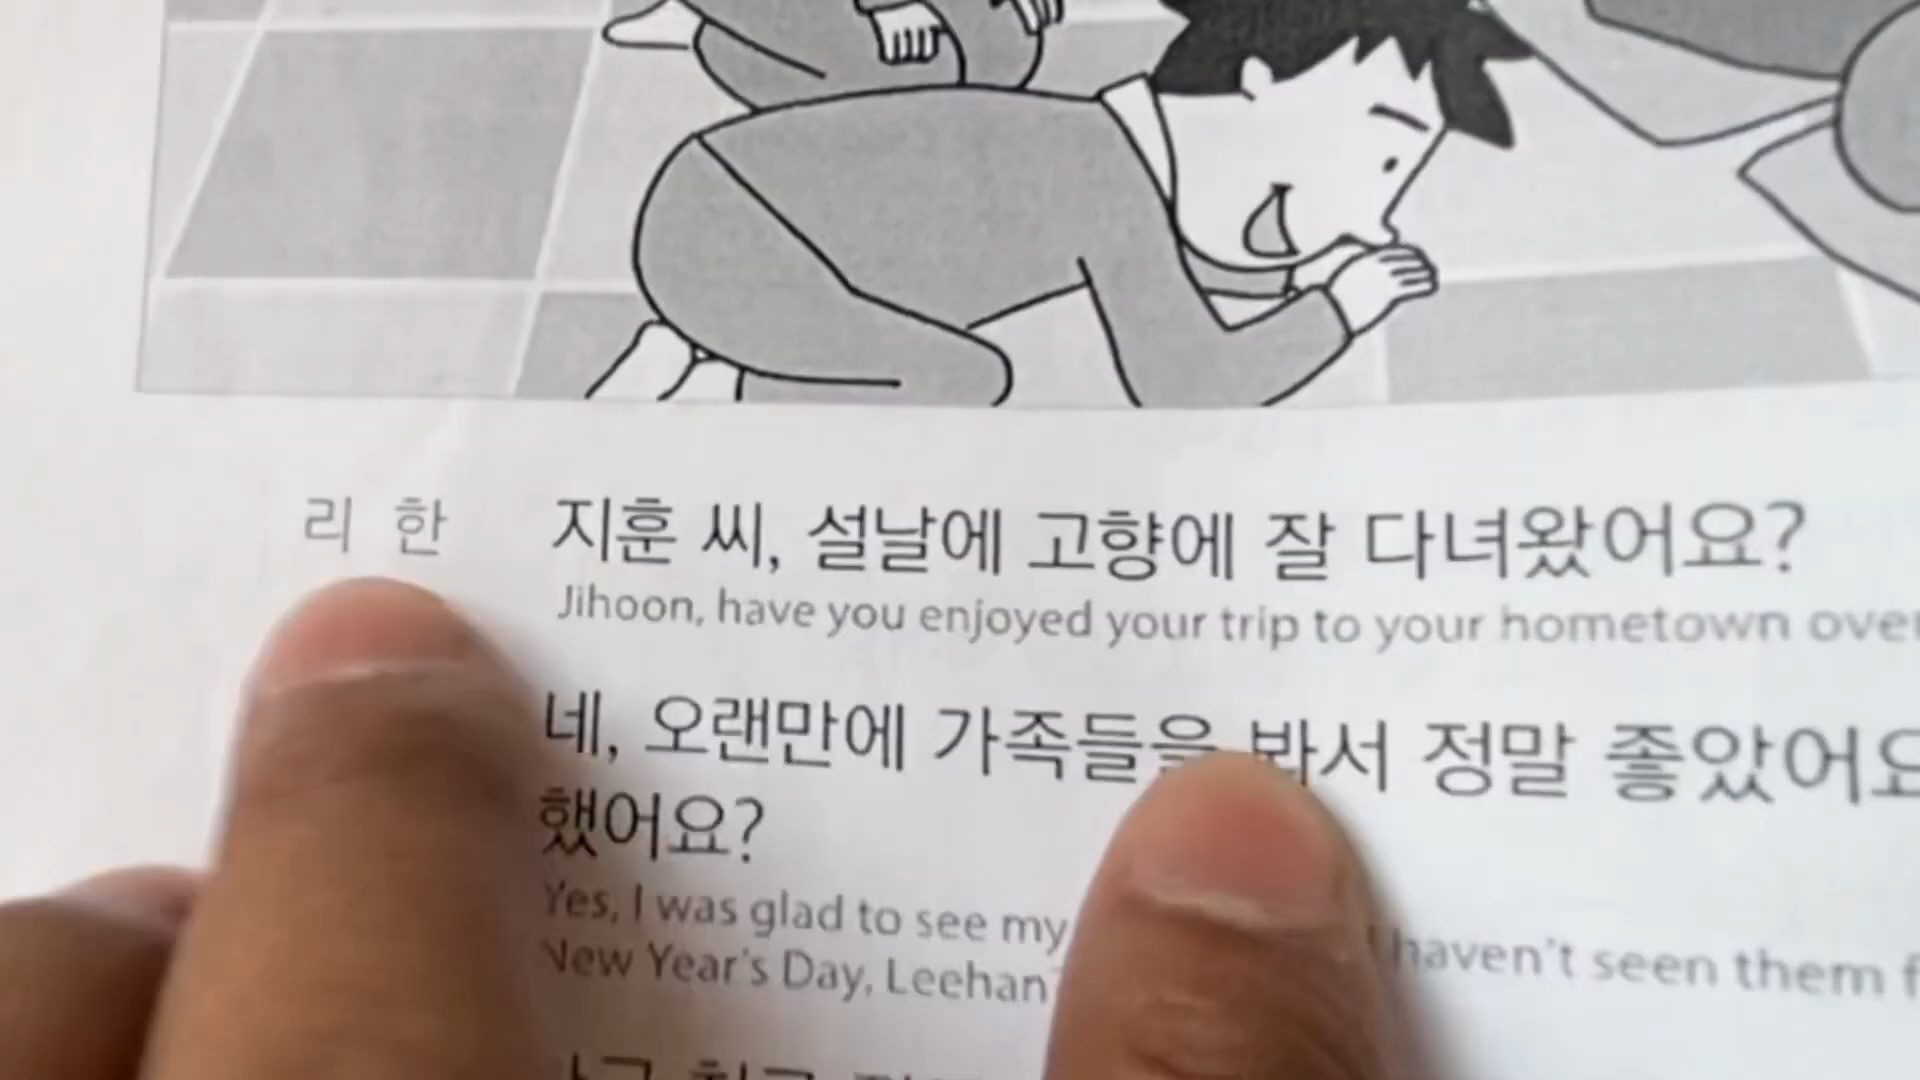 리 한 지훈 씨, 설날에 고향에 잘 다녀왔어요?
Jihoon, have you enjoyed your trip to your hometown over
네, 오랜만에 가족들을 봐서 정말 좋았어요
했어요?
Yes, I was glad to see my haven't seen them f
New Year's Day, Leehan